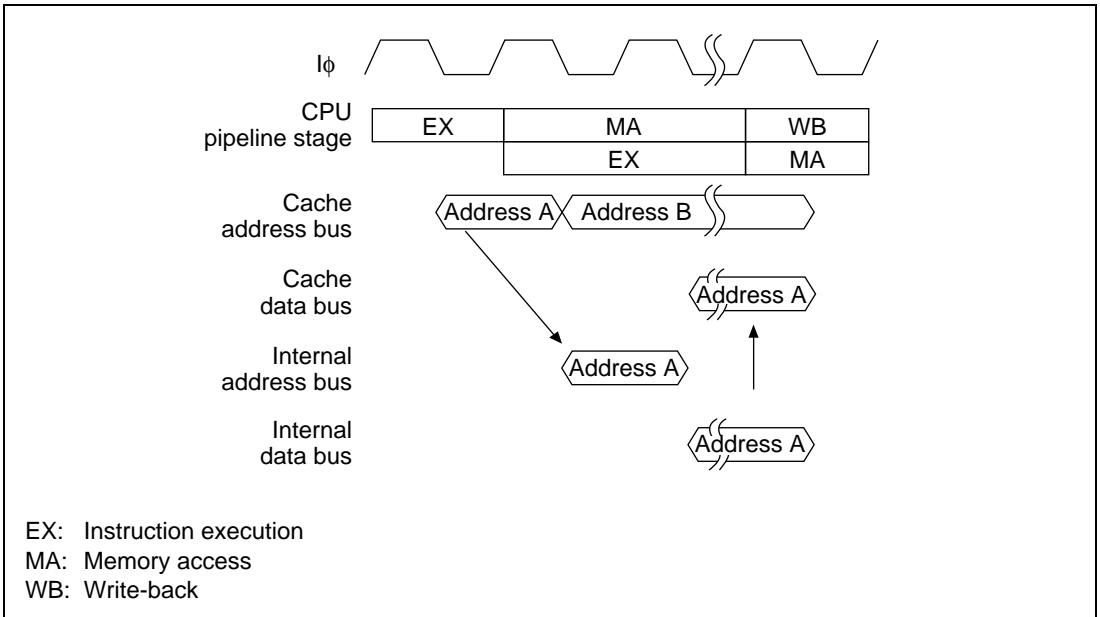 Iφ
CPU
pipeline stage
EX MA WB
EX MA
Cache
address bus
Address A Address B
Cache
data bus
Address A
Internal
address bus
Address A
Internal
data bus
Address A
EX: Instruction execution
MA: Memory access
WB: Write-back